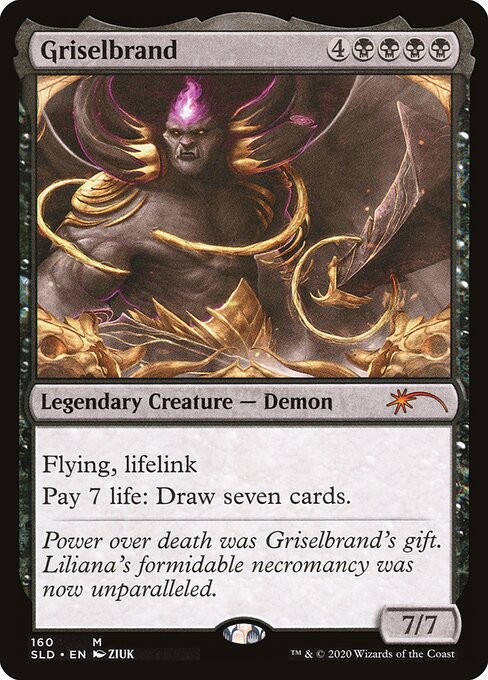 Griselbrand 4
Legendary Creature — Demon
Flying, lifelink
Pay 7 life: Draw seven cards.
Power over death was Griselbrand's gift.
Liliana's formidable necromancy was
now unparalleled.
7/7
160 M
SLD • EN ZIUK
™ & © 2020 Wizards of the Coast